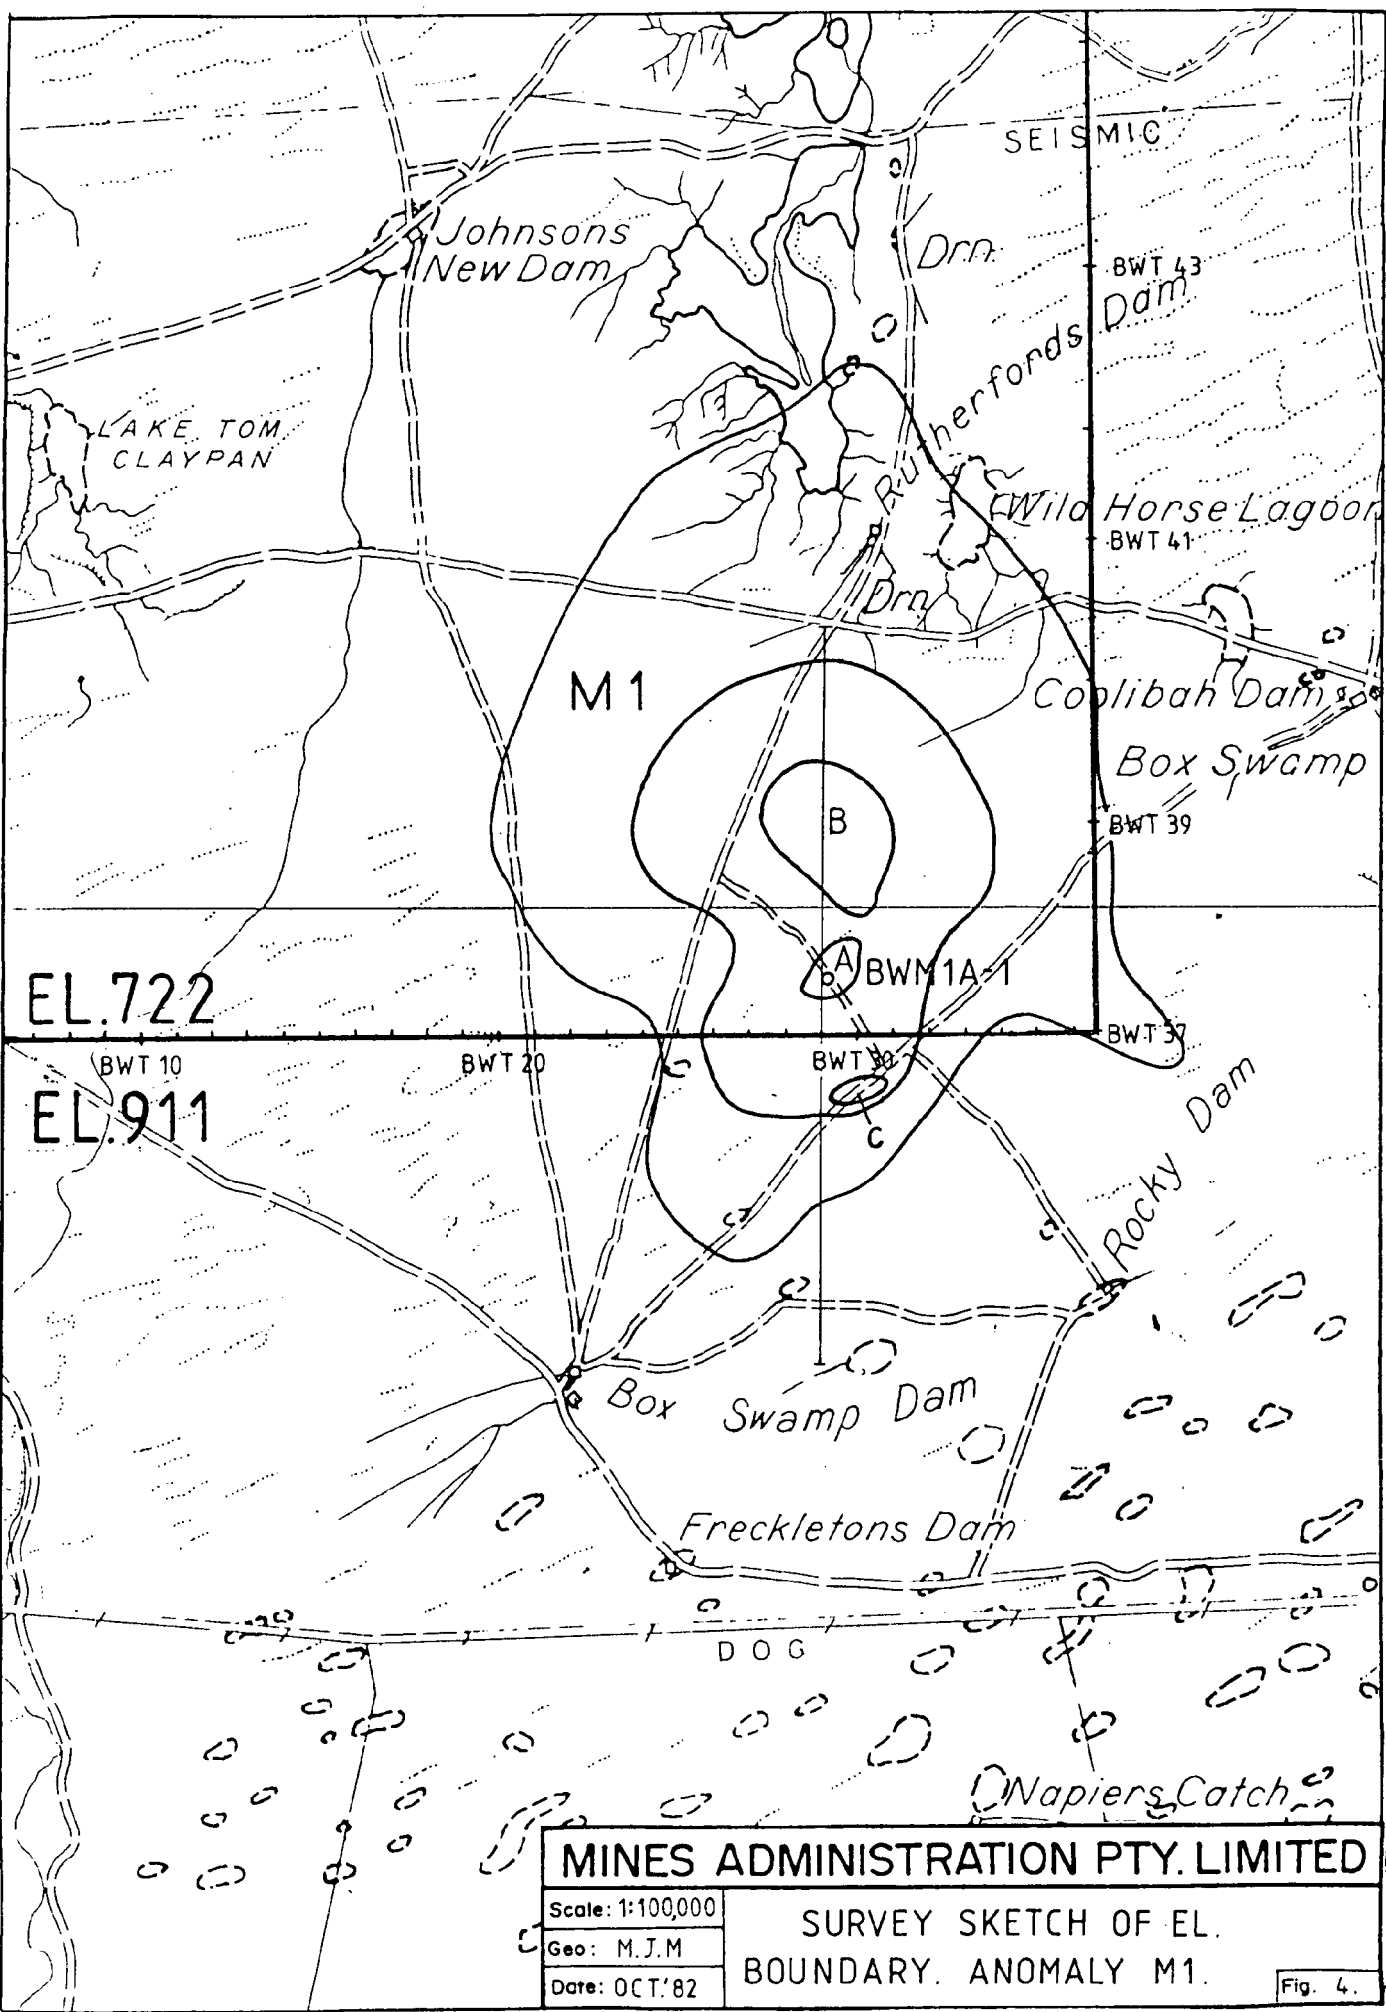 SEISMIC
Johnsons
New Dam
Drn.
BWT 43
Rutherfords Dam
LAKE TOM
CLAYPAN
Wild Horse Lagoon
BWT 41
Drn
M1
Coolibah Dam
Box Swamp
B
BWT 39
A
BWM1A-1
EL.722
BWT 10
BWT 20
BWT 30
BWT 37
EL.911
C
Rocky Dam
Box Swamp Dam
Freckletons Dam
DOG
Napiers Catch
MINES ADMINISTRATION PTY. LIMITED
Scale: 1:100,000
Geo: M.J.M
Date: OCT.'82
SURVEY SKETCH OF EL.
BOUNDARY. ANOMALY M1.
Fig. 4.